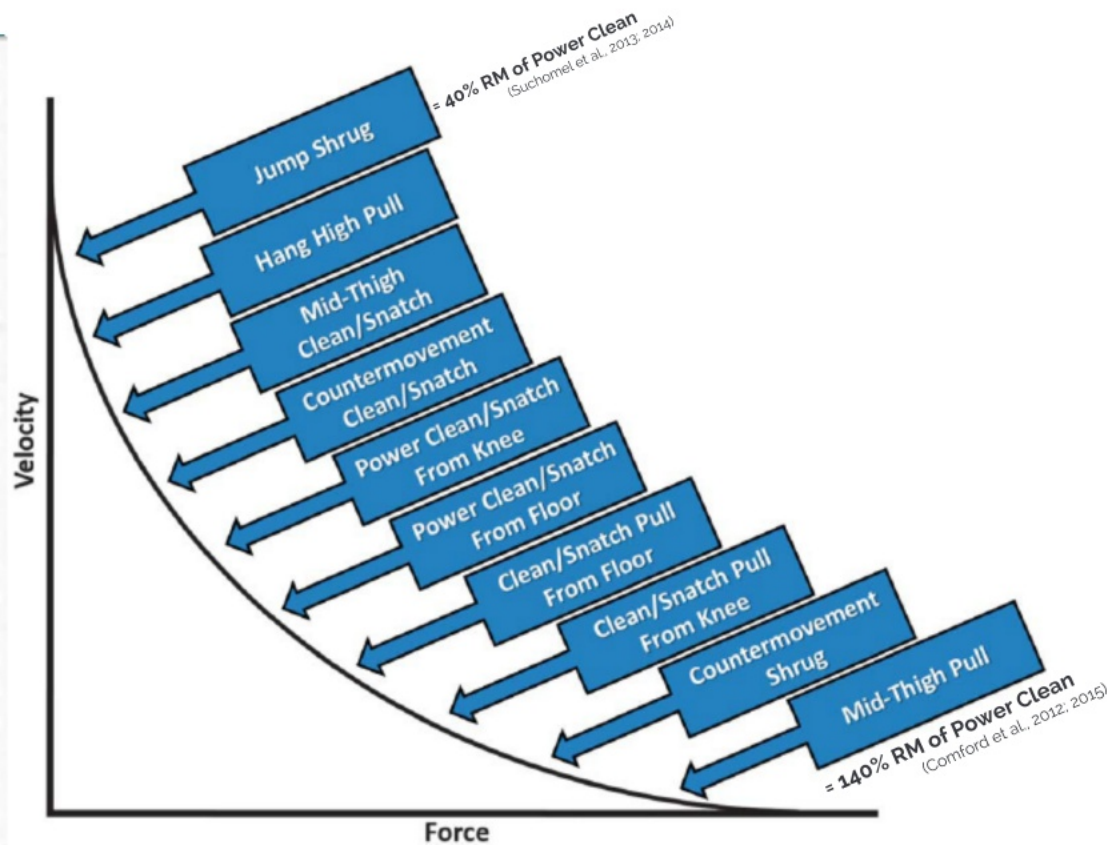 = 40% RM of Power Clean
(Suchomel et al., 2013; 2014)
Jump Shrug
Hang High Pull
Mid-Thigh
Clean/Snatch
Countermovement
Clean/Snatch
Power Clean/Snatch
From Knee
Power Clean/Snatch
From Floor
Clean/Snatch Pull
From Floor
Clean/Snatch Pull
From Knee
Countermovement
Shrug
Mid-Thigh Pull
= 140% RM of Power Clean
(Comford et al., 2012; 2015)
Velocity
Force